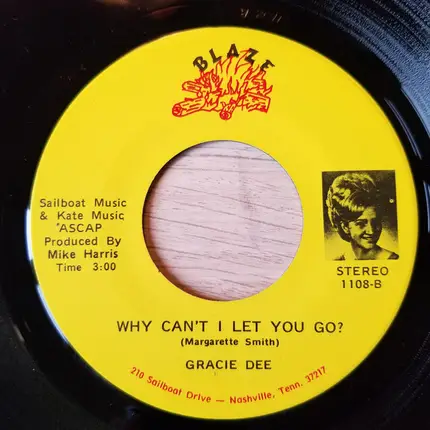 BLAZE
Sailboat Music
& Kate Music
"ASCAP
Produced By
Mike Harris
Time 3:00
STEREO
1108-B
WHY CAN'T I LET YOU GO?
(Margarette Smith)
GRACIE DEE
210 Sailboat Drive — Nashville, Tenn. 37217